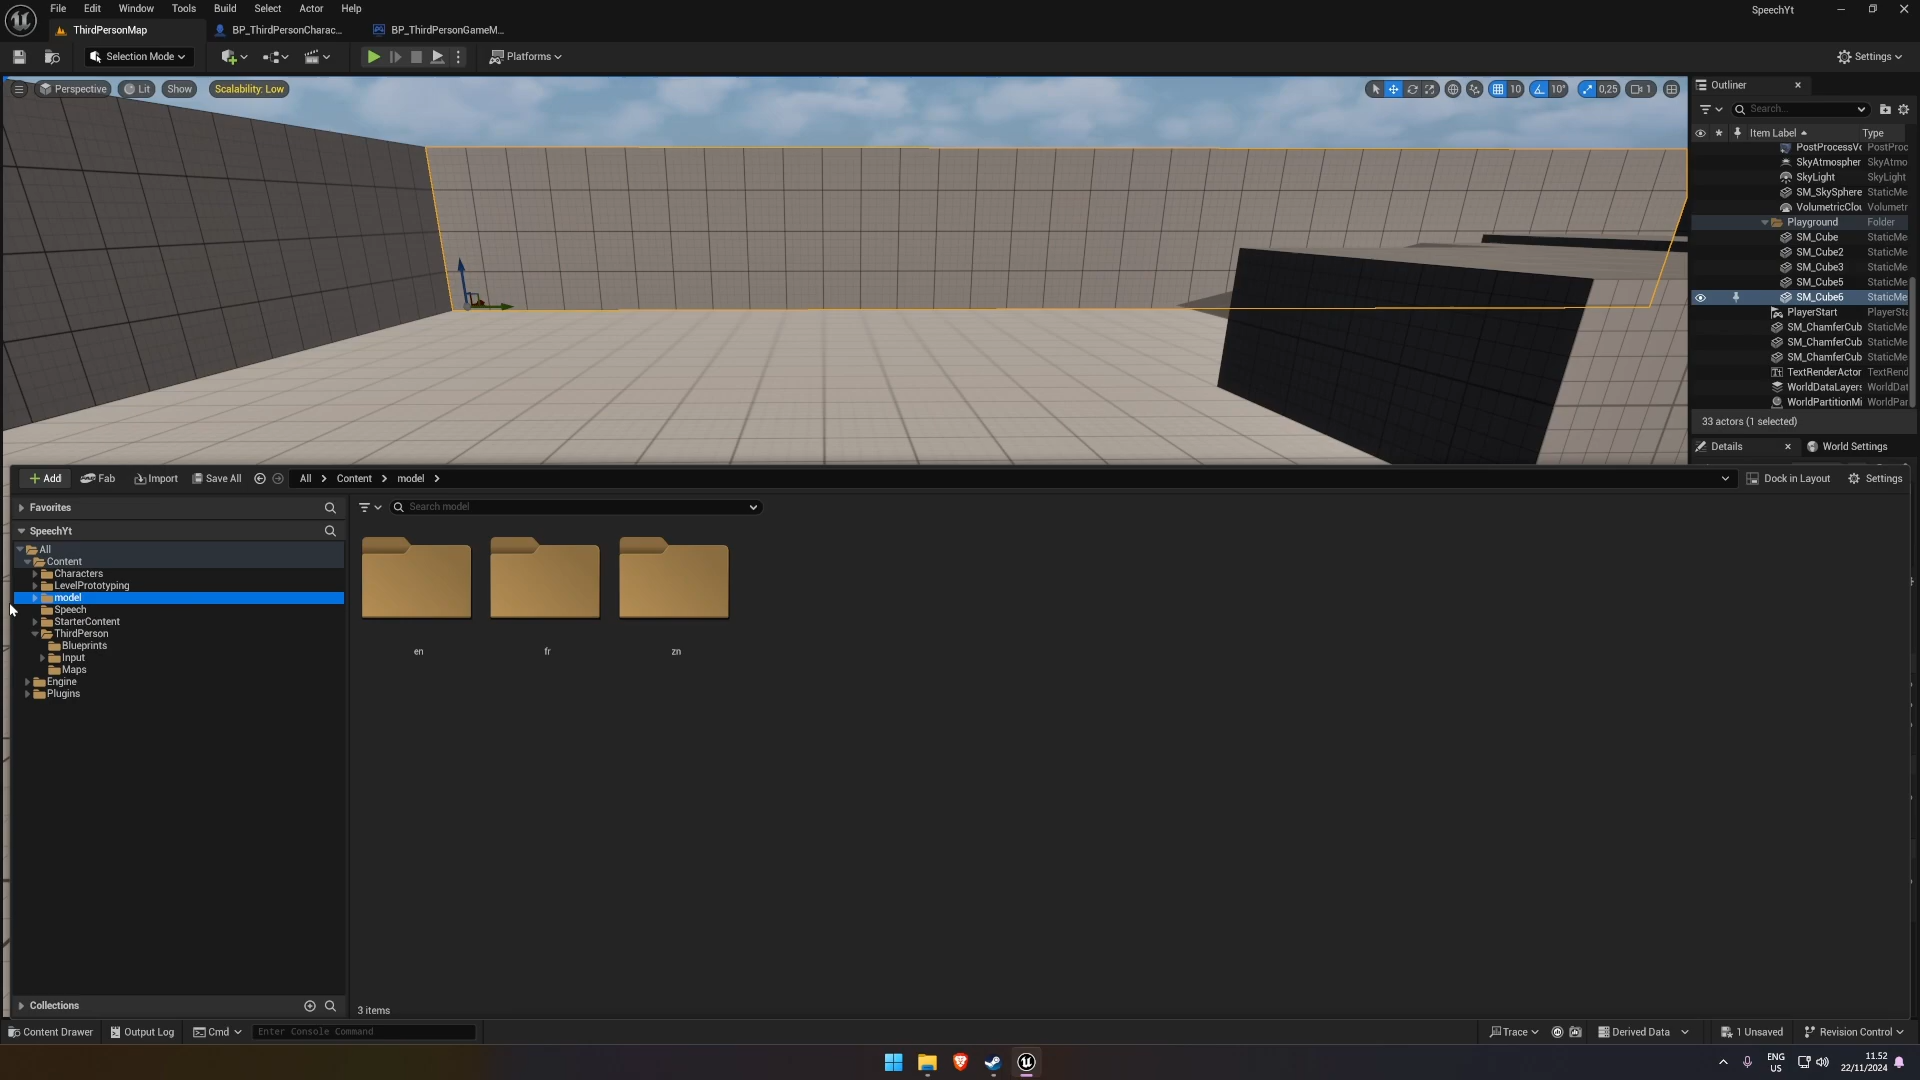 File Edit Window Tools Build Select Actor Help
SpeechYt
ThirdPersonMap
BP_ThirdPersonCharac...
BP_ThirdPersonGameM...
Selection Mode
Platforms
Settings
Perspective
Lit
Show
Scalability: Low
10
10°
0,25
1
Outliner
Search...
Item Label
Type
PostProcessVo PostProc
SkyAtmospher SkyAtmo
SkyLight SkyLight
SM_SkySphere StaticMe
VolumetricClou Volumetr
Playground Folder
SM_Cube StaticMe
SM_Cube2 StaticMe
SM_Cube3 StaticMe
SM_Cube5 StaticMe
SM_Cube6 StaticMe
PlayerStart PlayerSta
SM_ChamferCub StaticMe
SM_ChamferCub StaticMe
SM_ChamferCub StaticMe
TextRenderActor TextRend
WorldDataLayers WorldDat
WorldPartitionMi WorldPar
33 actors (1 selected)
Details
World Settings
Add
Fab
Import
Save All
All > Content > model >
Dock in Layout
Settings
Favorites
Search model
SpeechYt
All
Content
Characters
LevelPrototyping
model
Speech
StarterContent
ThirdPerson
Blueprints
Input
Maps
Engine
Plugins
en
fr
zn
Collections
3 items
Content Drawer
Output Log
Cmd
Enter Console Command
Trace
Derived Data
1 Unsaved
Revision Control
ENG
US
11.52
22/11/2024